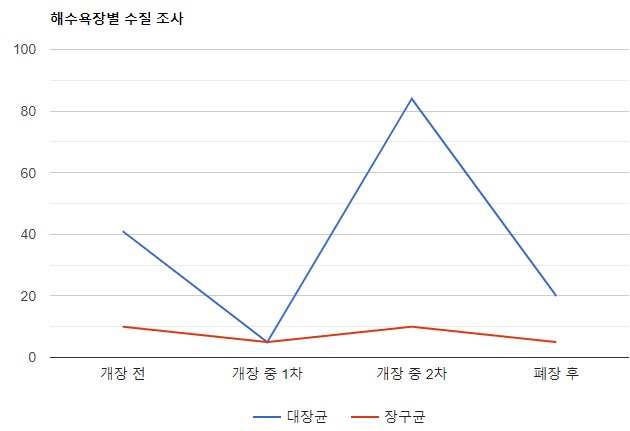 해수욕장별 수질 조사
100
80
60
40
20
0
개장 전
개장 중 1차
개장 중 2차
폐장 후
대장균
장구균